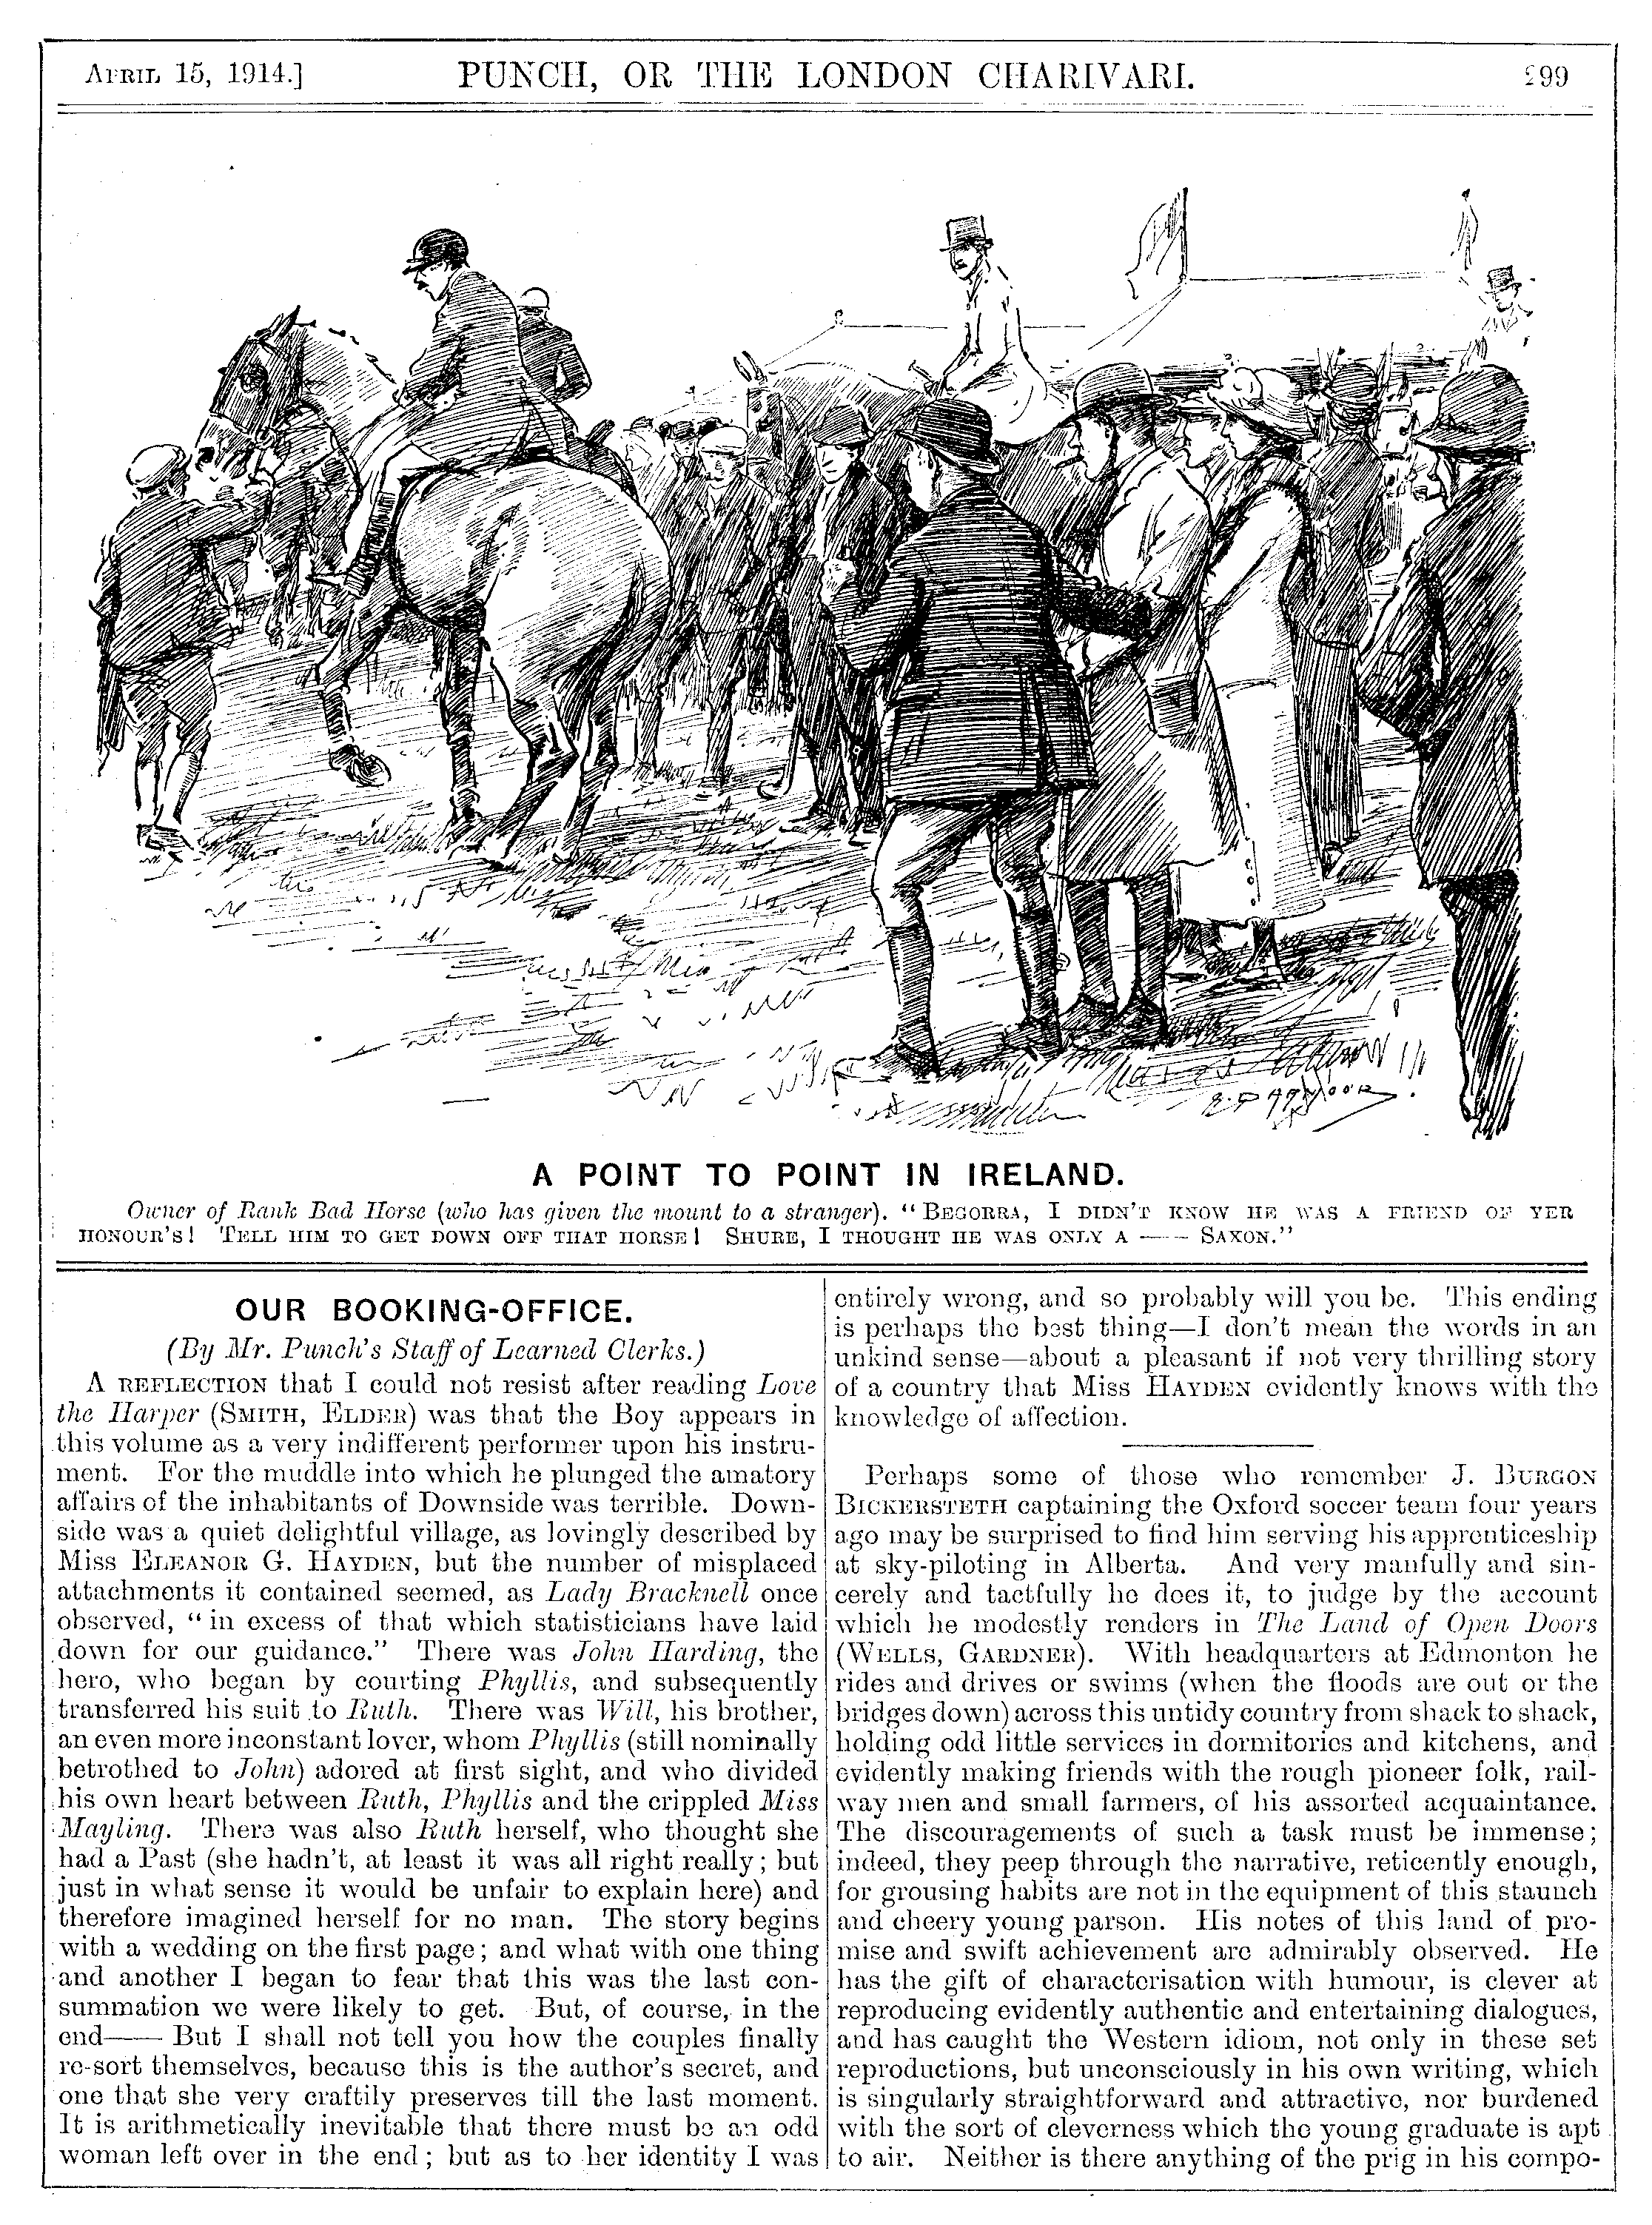 APRIL 15, 1914.] PUNCH, OR THE LONDON CHARIVARI. 299
A POINT TO POINT IN IRELAND.
Owner of Rank Bad Horse (who has given the mount to a stranger). "BEGORRA, I DIDN'T KNOW HE WAS A FRIEND OF YER
HONOUR'S! TELL HIM TO GET DOWN OFF THAT HORSE! SHURE, I THOUGHT HE WAS ONLY A —— SAXON."
OUR BOOKING-OFFICE.
(By Mr. Punch's Staff of Learned Clerks.)
A REFLECTION that I could not resist after reading Love
the Harper (SMITH, ELDER) was that the Boy appears in
this volume as a very indifferent performer upon his instru-
ment. For the muddle into which he plunged the amatory
affairs of the inhabitants of Downside was terrible. Down-
side was a quiet delightful village, as lovingly described by
Miss ELEANOR G. HAYDEN, but the number of misplaced
attachments it contained seemed, as Lady Bracknell once
observed, "in excess of that which statisticians have laid
down for our guidance." There was John Harding, the
hero, who began by courting Phyllis, and subsequently
transferred his suit to Ruth. There was Will, his brother,
an even more inconstant lover, whom Phyllis (still nominally
betrothed to John) adored at first sight, and who divided
his own heart between Ruth, Phyllis and the crippled Miss
Mayling. There was also Ruth herself, who thought she
had a Past (she hadn't, at least it was all right really; but
just in what sense it would be unfair to explain here) and
therefore imagined herself for no man. The story begins
with a wedding on the first page; and what with one thing
and another I began to fear that this was the last con-
summation we were likely to get. But, of course, in the
end—— But I shall not tell you how the couples finally
re-sort themselves, because this is the author's secret, and
one that she very craftily preserves till the last moment.
It is arithmetically inevitable that there must be an odd
woman left over in the end; but as to her identity I was
entirely wrong, and so probably will you be. This ending
is perhaps the best thing—I don't mean the words in an
unkind sense—about a pleasant if not very thrilling story
of a country that Miss HAYDEN evidently knows with the
knowledge of affection.
Perhaps some of those who remember J. BURGON
BICKERSTETH captaining the Oxford soccer team four years
ago may be surprised to find him serving his apprenticeship
at sky-piloting in Alberta. And very manfully and sin-
cerely and tactfully he does it, to judge by the account
which he modestly renders in The Land of Open Doors
(WELLS, GARDNER). With headquarters at Edmonton he
rides and drives or swims (when the floods are out or the
bridges down) across this untidy country from shack to shack,
holding odd little services in dormitories and kitchens, and
evidently making friends with the rough pioneer folk, rail-
way men and small farmers, of his assorted acquaintance.
The discouragements of such a task must be immense;
indeed, they peep through the narrative, reticently enough,
for grousing habits are not in the equipment of this staunch
and cheery young parson. His notes of this land of pro-
mise and swift achievement are admirably observed. He
has the gift of characterisation with humour, is clever at
reproducing evidently authentic and entertaining dialogues,
and has caught the Western idiom, not only in these set
reproductions, but unconsciously in his own writing, which
is singularly straightforward and attractive, nor burdened
with the sort of cleverness which the young graduate is apt
to air. Neither is there anything of the prig in his compo-